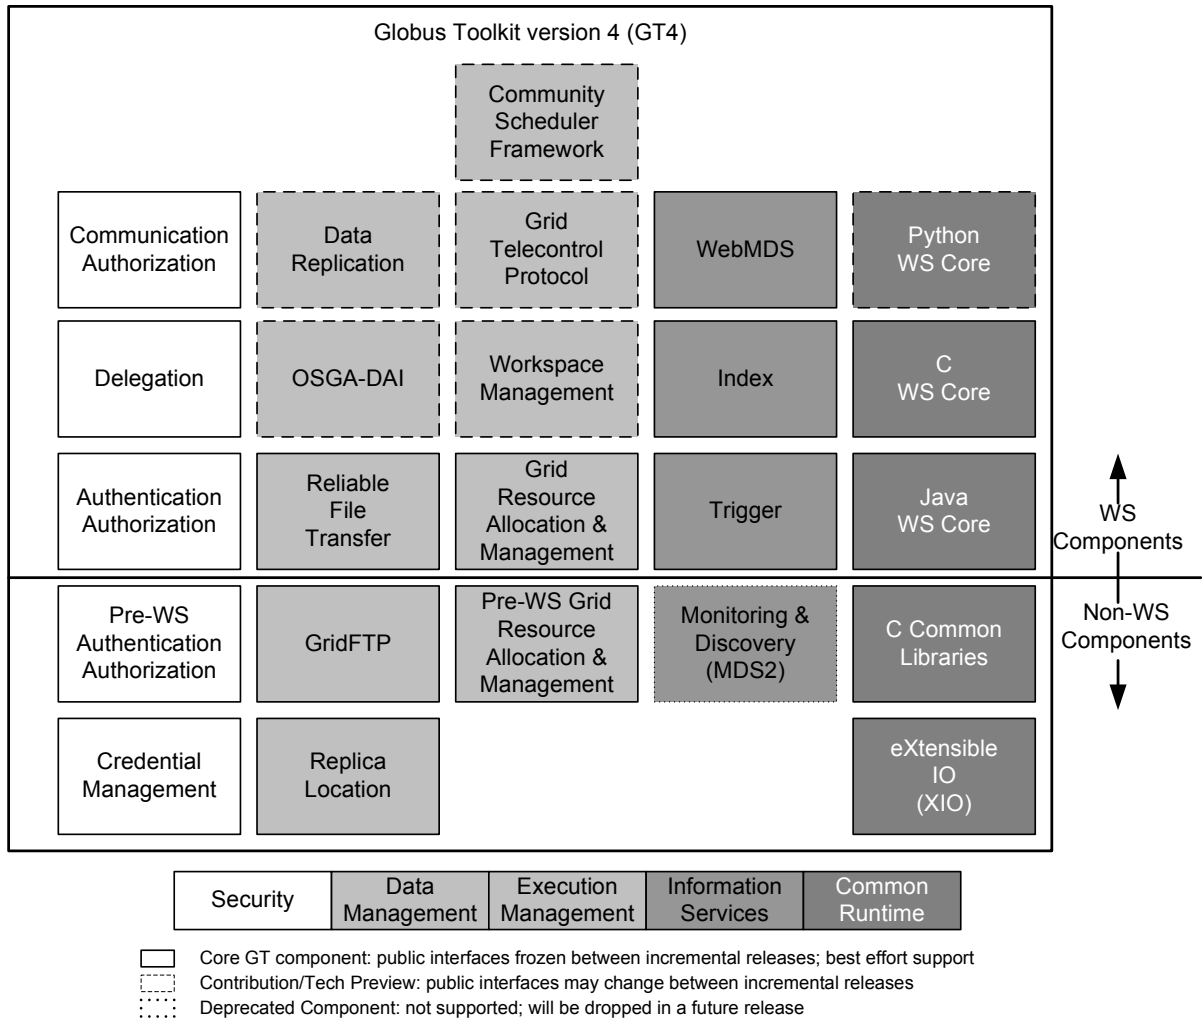 Globus Toolkit version 4 (GT4)
Community
Scheduler
Framework
Communication
Authorization
Data
Replication
Grid
Telecontrol
Protocol
WebMDS
Python
WS Core
Delegation
OSGA-DAI
Workspace
Management
Index
C
WS Core
Authentication
Authorization
Reliable
File
Transfer
Grid
Resource
Allocation &
Management
Trigger
Java
WS Core
WS
Components
Pre-WS
Authentication
Authorization
GridFTP
Pre-WS Grid
Resource
Allocation &
Management
Monitoring &
Discovery
(MDS2)
C Common
Libraries
Non-WS
Components
Credential
Management
Replica
Location
eXtensible
IO
(XIO)
Security
Data
Management
Execution
Management
Information
Services
Common
Runtime
Core GT component: public interfaces frozen between incremental releases; best effort support
Contribution/Tech Preview: public interfaces may change between incremental releases
Deprecated Component: not supported; will be dropped in a future release